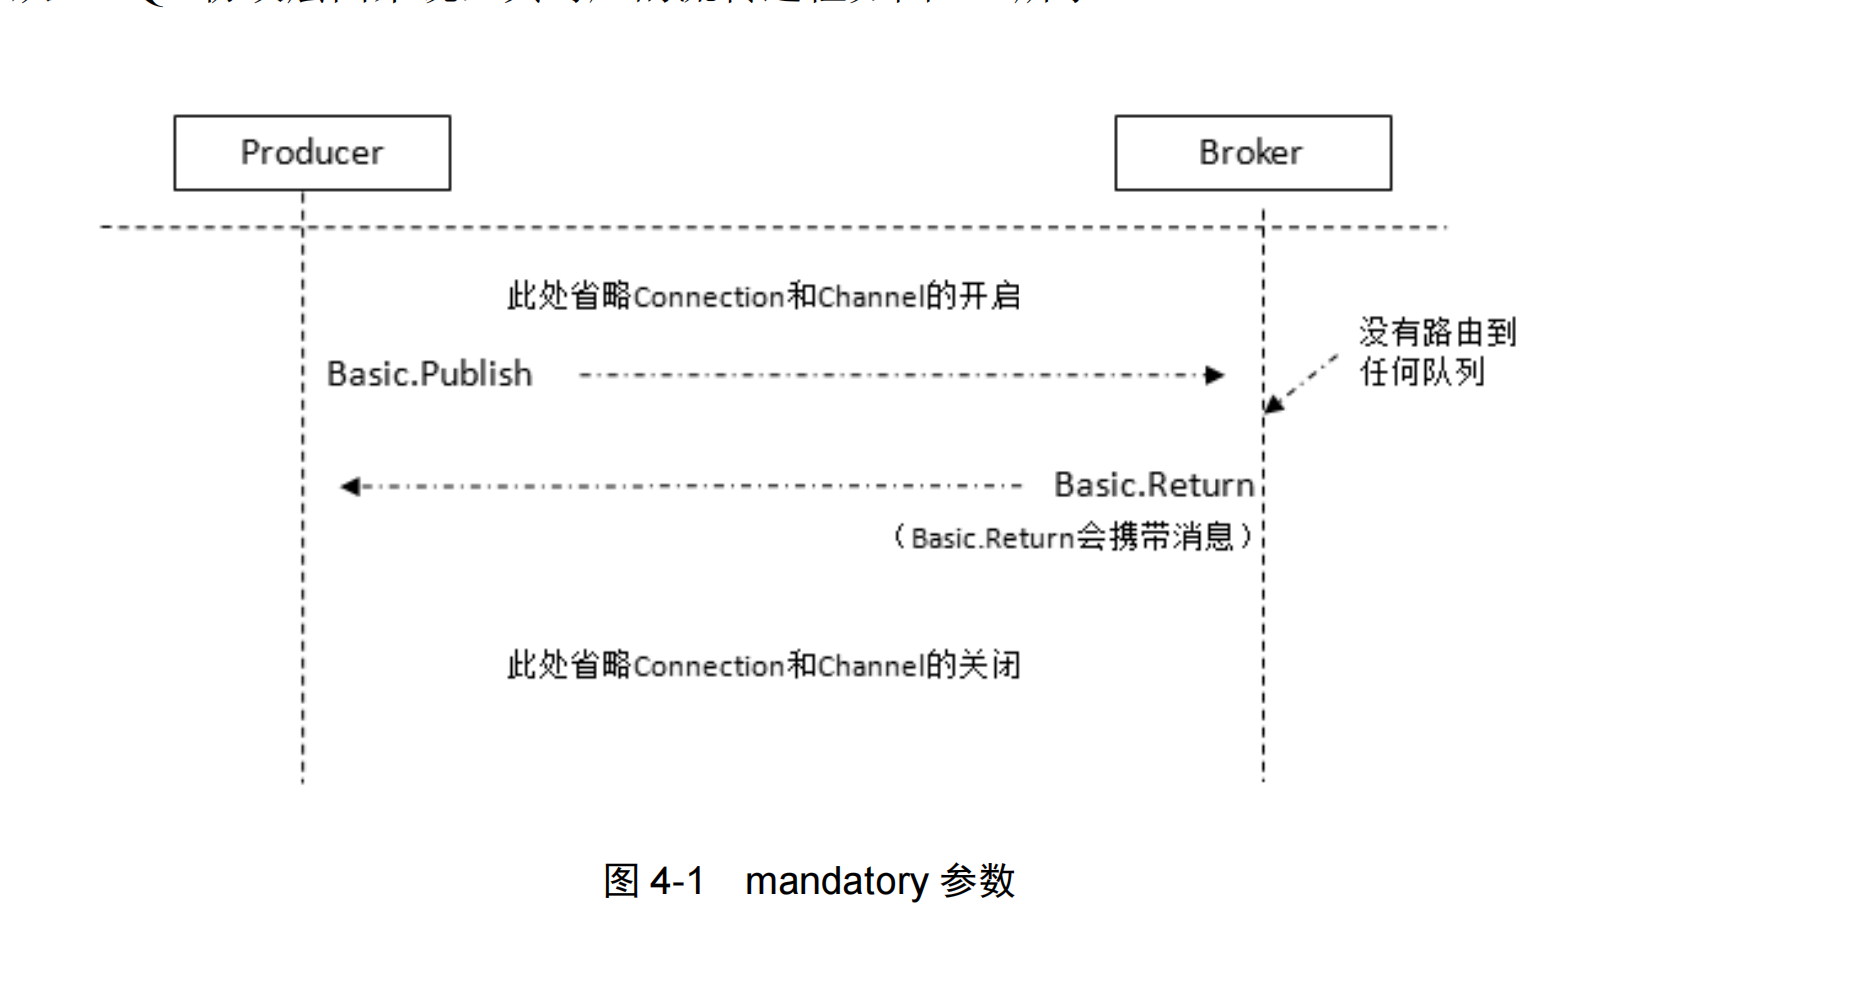 Producer
Broker
此处省略Connection和Channel的开启
没有路由到
任何队列
Basic.Publish
Basic.Return
（Basic.Return会携带消息）
此处省略Connection和Channel的关闭
图 4-1 mandatory 参数